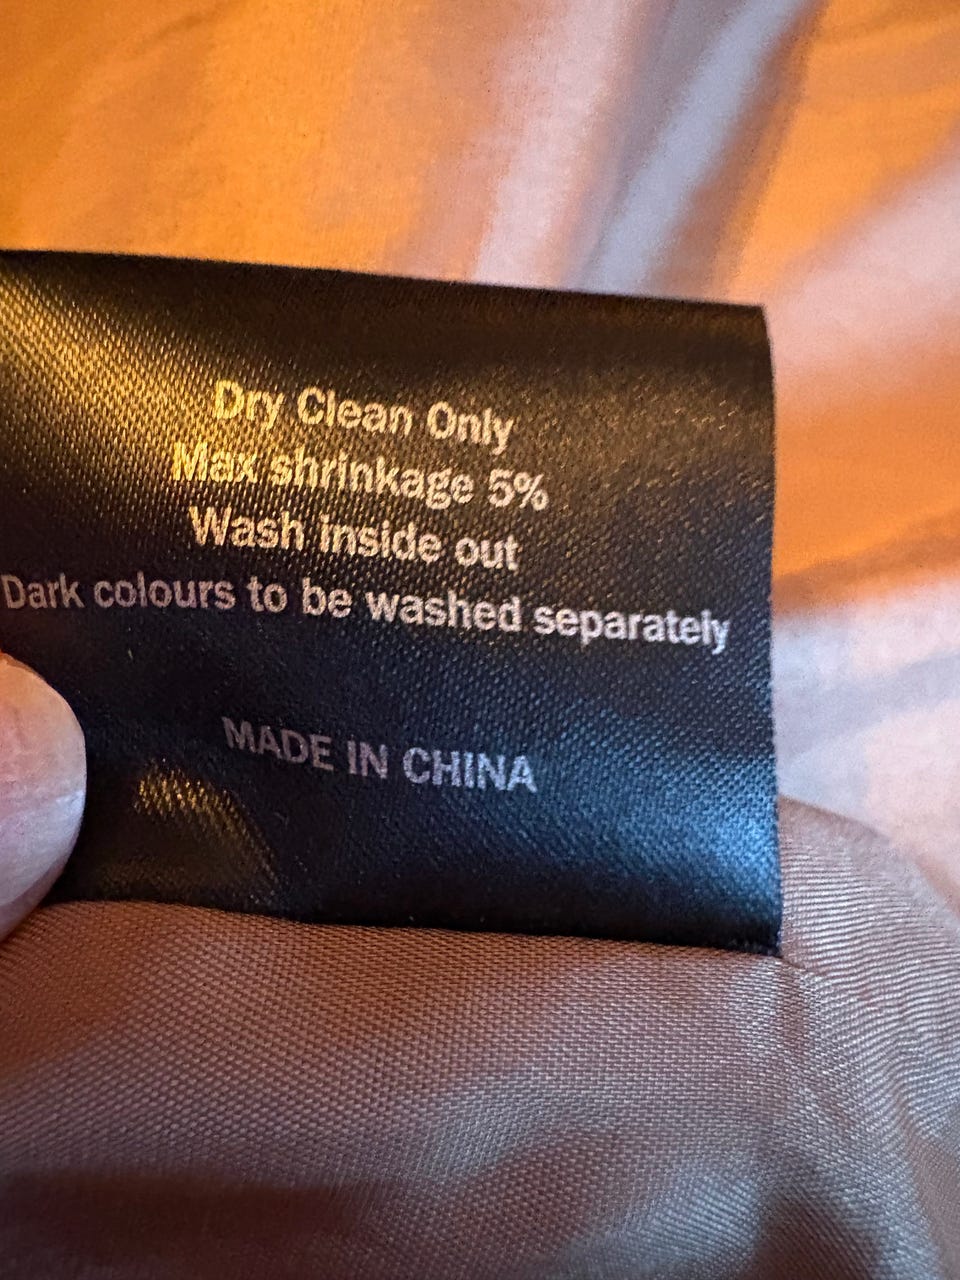 Dry Clean Only
Max shrinkage 5%
Wash inside out
Dark colours to be washed separately
MADE IN CHINA